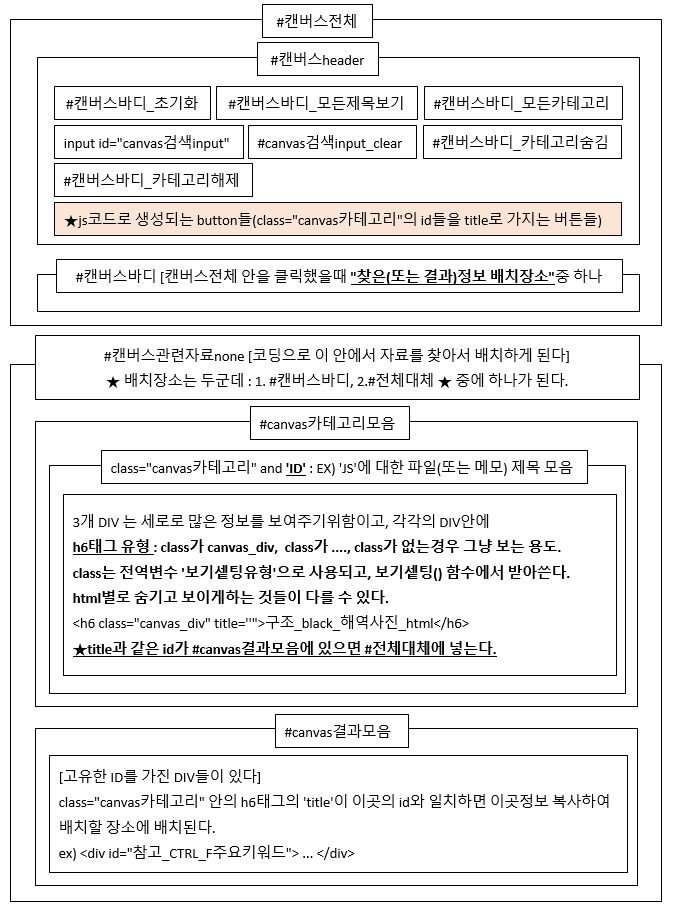 #캔버스전체
#캔버스header
#캔버스바디_초기화
#캔버스바디_모든제목보기
#캔버스바디_모든카테고리
input id="canvas검색input"
#canvas검색input_clear
#캔버스바디_카테고리숨김
#캔버스바디_카테고리해제
★js코드로 생성되는 button들(class="canvas카테고리"의 id들을 title로 가지는 버튼들)
#캔버스바디 [캔버스전체 안을 클릭했을때 "찾은(또는 결과)정보 배치장소"중 하나
#캔버스관련자료none [코딩으로 이 안에서 자료를 찾아서 배치하게 된다]
★ 배치장소는 두군데 : 1. #캔버스바디, 2.#전체대체 ★ 중에 하나가 된다.
#canvas카테고리모음
class="canvas카테고리" and 'ID' : EX) 'JS'에 대한 파일(또는 메모) 제목 모음
3개 DIV 는 세로로 많은 정보를 보여주기위함이고, 각각의 DIV안에
h6태그 유형 : class가 canvas_div, class가 ...., class가 없는경우 그냥 보는 용도.
class는 전역변수 '보기셑팅유형'으로 사용되고, 보기셑팅() 함수에서 받아쓴다.
html별로 숨기고 보이게하는 것들이 다를 수 있다.
<h6 class="canvas_div" title="">구조_black_해역사진_html</h6>
★title과 같은 id가 #canvas결과모음에 있으면 #전체대체에 넣는다.
#canvas결과모음
[고유한 ID를 가진 DIV들이 있다]
class="canvas카테고리" 안의 h6태그의 'title'이 이곳의 id와 일치하면 이곳정보 복사하여
배치할 장소에 배치된다.
ex) <div id="참고_CTRL_F주요키워드"> ... </div>